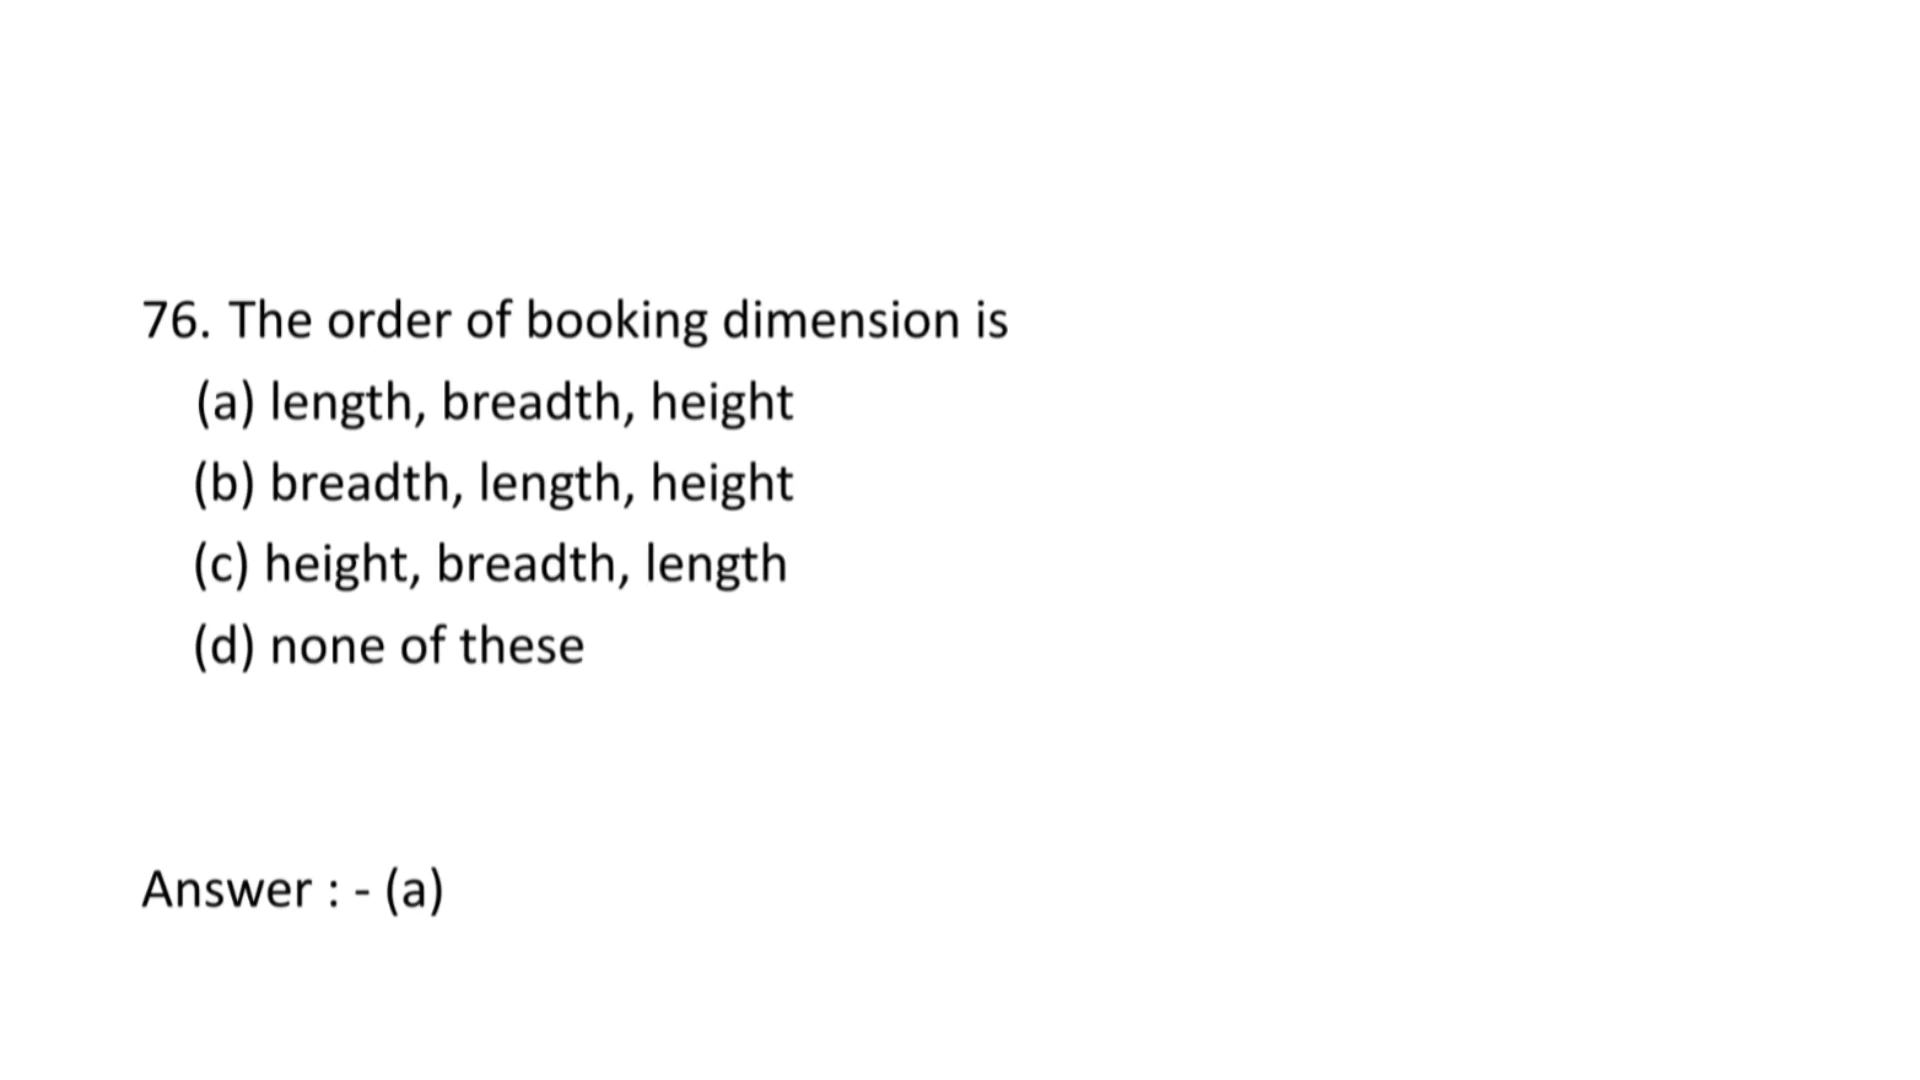 76. The order of booking dimension is
(a) length, breadth, height
(b) breadth, length, height
(c) height, breadth, length
(d) none of these
Answer : - (a)